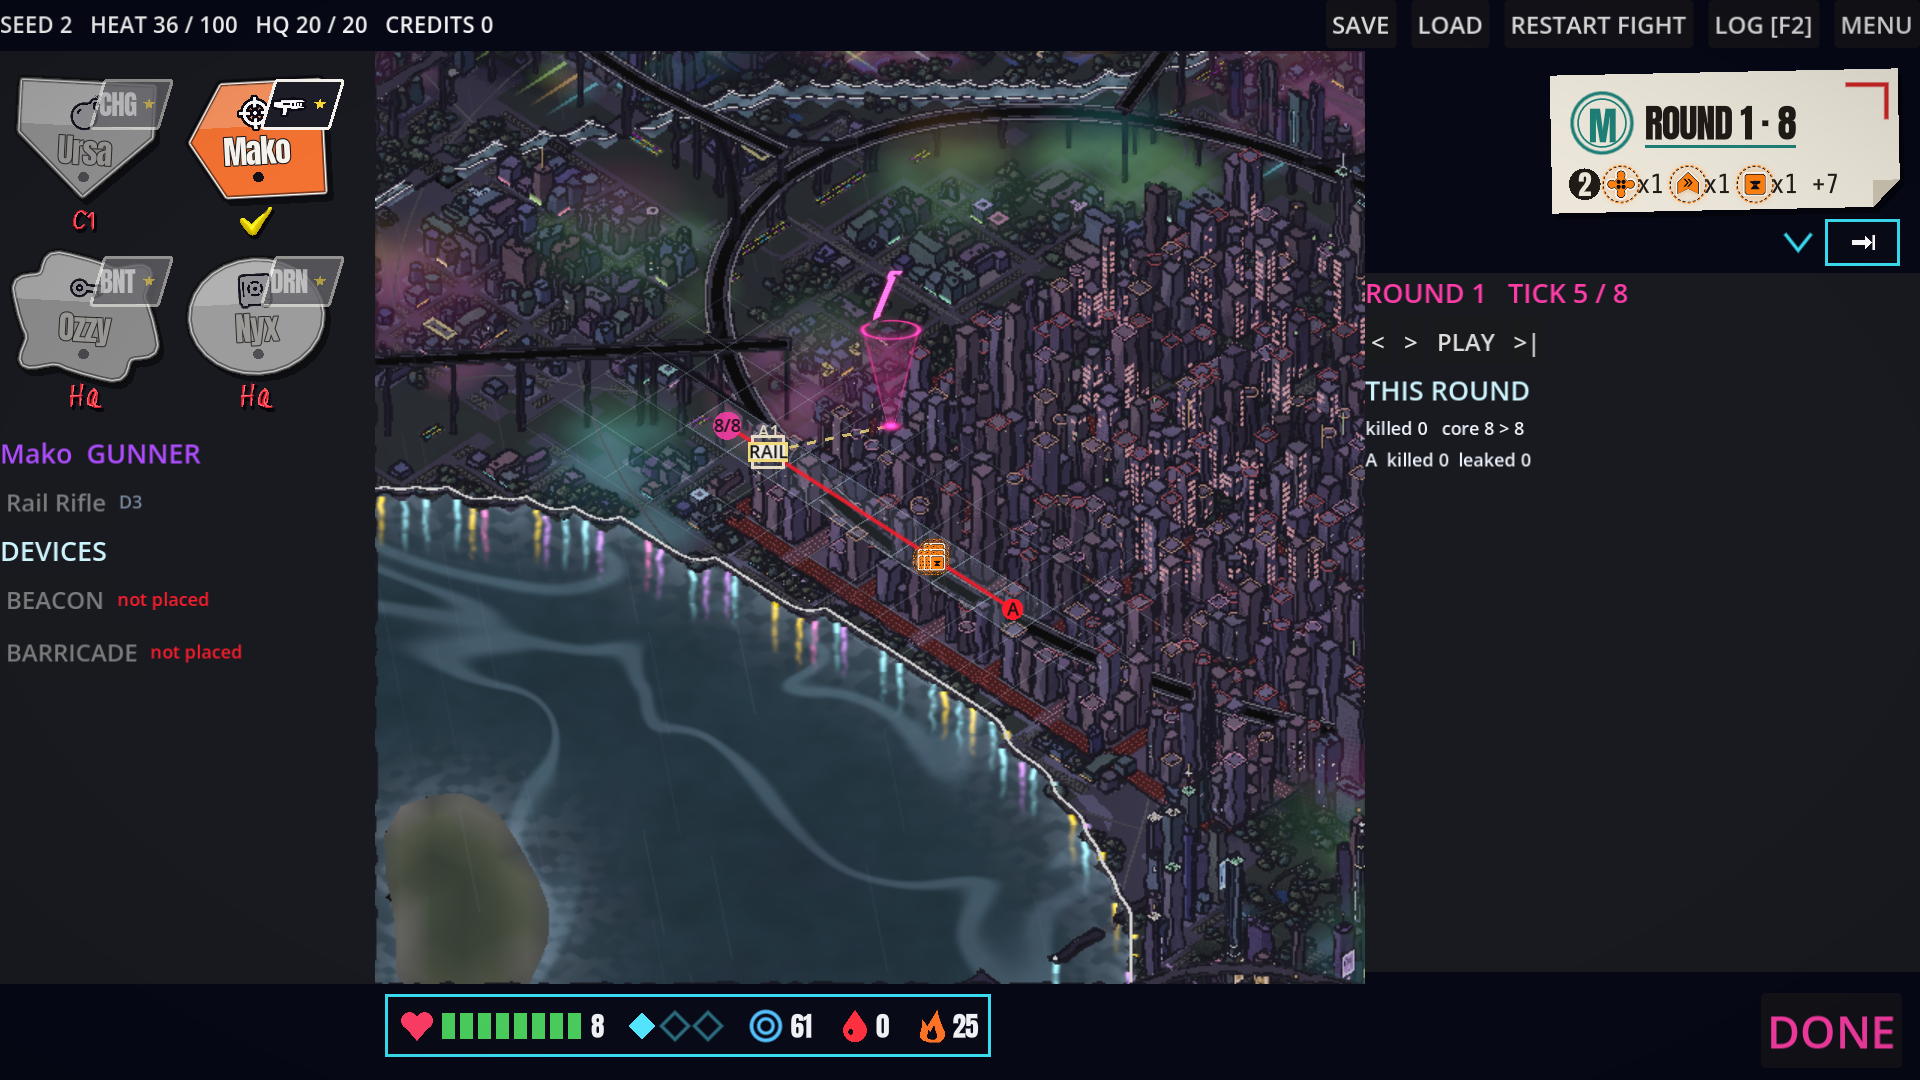 SEED 2 HEAT 36 / 100 HQ 20 / 20 CREDITS 0
SAVE LOAD RESTART FIGHT LOG [F2] MENU
CHG
Ursa
C1
Mako
BNT
Ozzy
Ha
DRN
Nyx
Ha
Mako GUNNER
Rail Rifle D3
DEVICES
BEACON not placed
BARRICADE not placed
8/8
A1
RAIL
A
M ROUND 1 · 8
2 x1 x1 x1 +7
ROUND 1 TICK 5 / 8
< > PLAY >|
THIS ROUND
killed 0 core 8 > 8
A killed 0 leaked 0
8 61 0 25
DONE